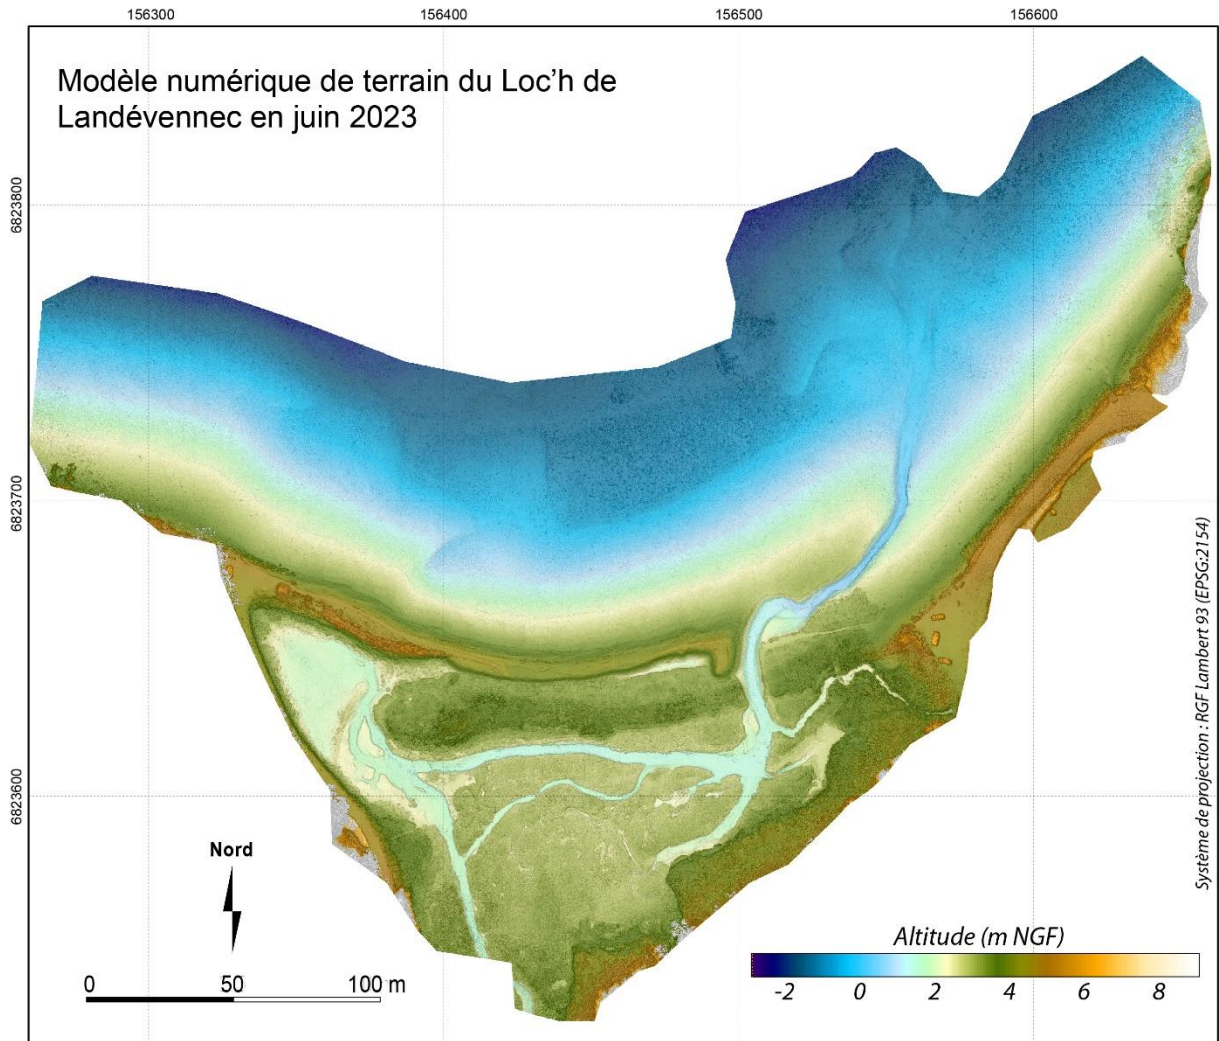 156300 156400 156500 156600
Modèle numérique de terrain du Loc'h de
Landévennec en juin 2023
6823800
6823700
6823600
Système de projection : RGF Lambert 93 (EPSG:2154)
Nord
0 50 100 m
Altitude (m NGF)
-2 0 2 4 6 8